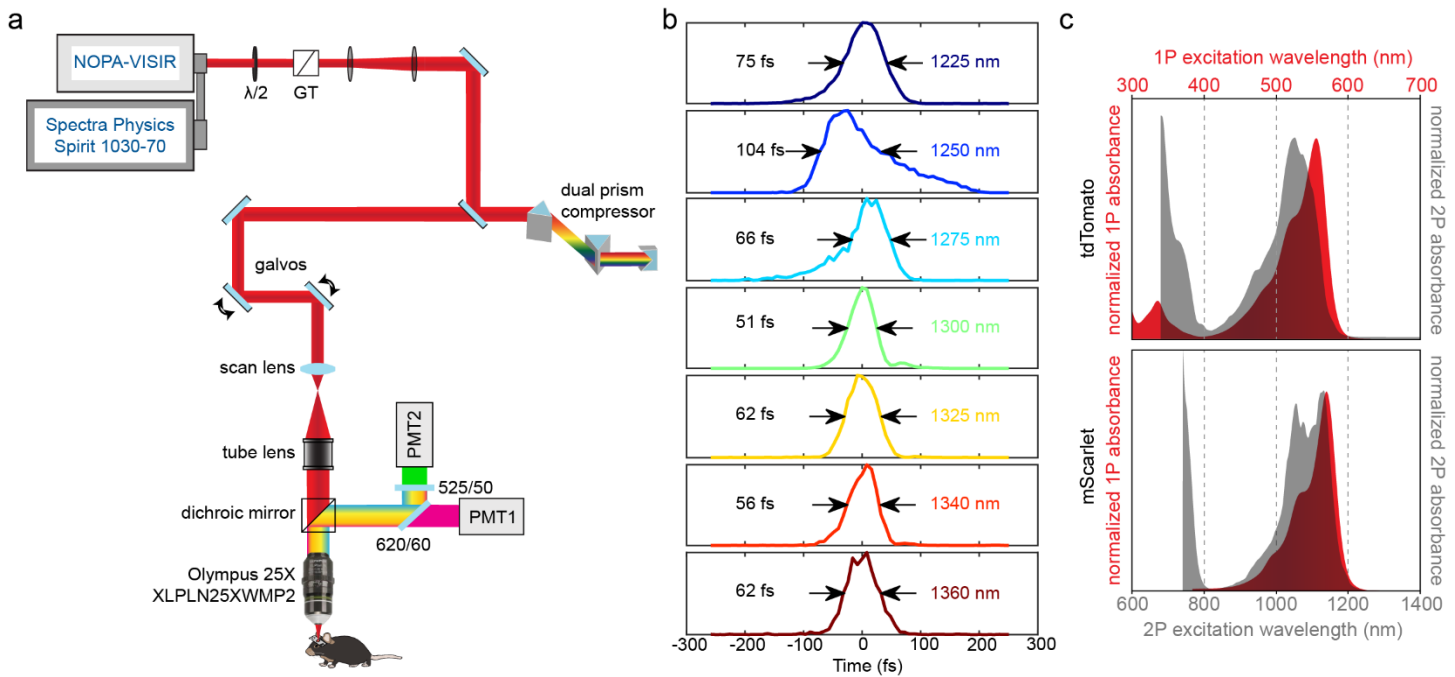 a
NOPA-VISIR
Spectra Physics
Spirit 1030-70
λ/2
GT
dual prism
compressor
galvos
scan lens
tube lens
PMT2
525/50
dichroic mirror
PMT1
620/60
Olympus 25X
XLPLN25XWMP2
b
-200
-100
0
100
200
75 fs
1225 nm
104 fs
1250 nm
66 fs
1275 nm
51 fs
1300 nm
62 fs
1325 nm
56 fs
1340 nm
62 fs
1360 nm
-300
-200
-100
0
100
200
300
Time (fs)
c
1P excitation wavelength (nm)
300
400
500
600
700
tdTomato
normalized 1P absorbance
normalized 2P absorbance
mScarlet
normalized 1P absorbance
normalized 2P absorbance
600
800
1000
1200
1400
2P excitation wavelength (nm)